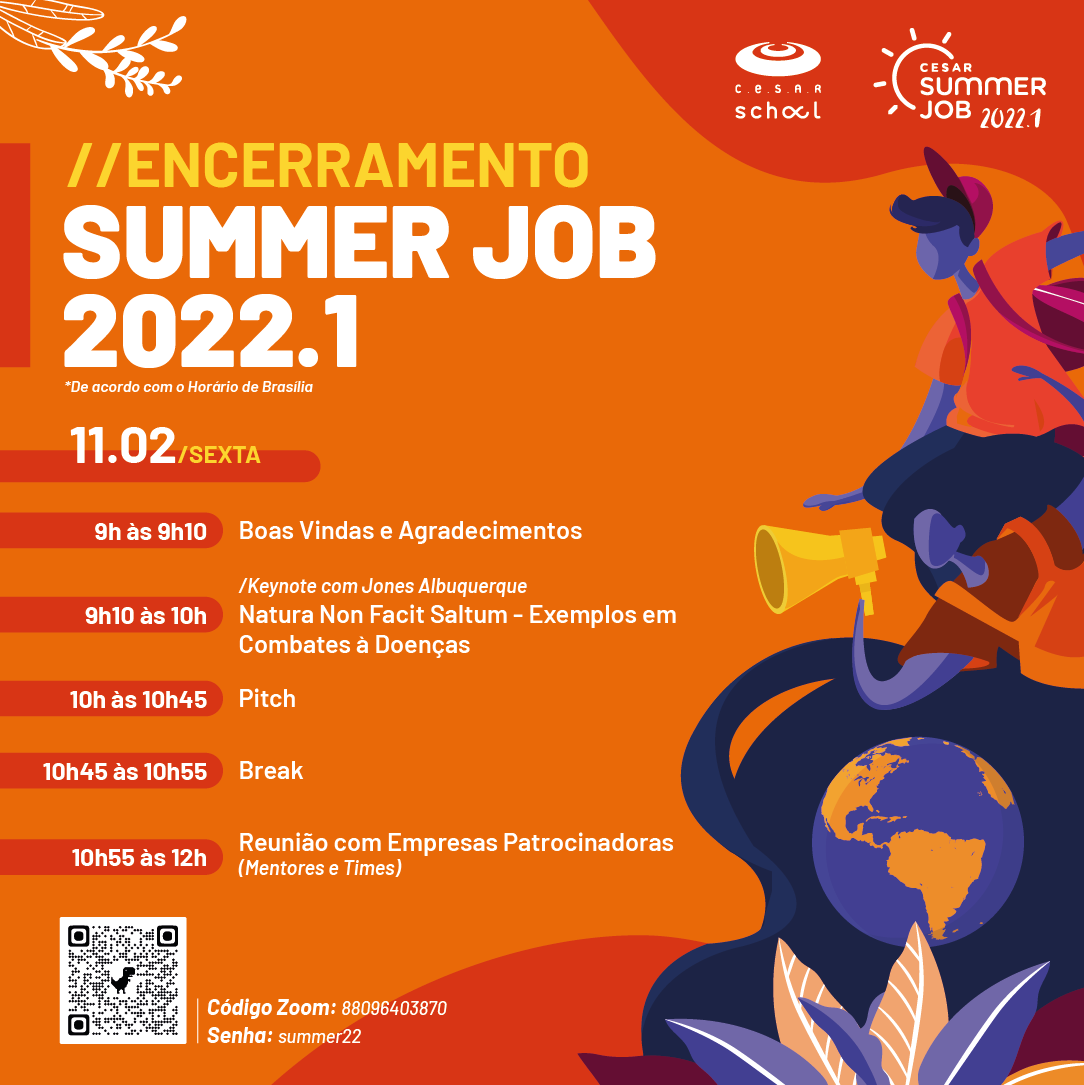 C.E.S.A.R
school
CESAR
SUMMER
JOB 2022.1
//ENCERRAMENTO
SUMMER JOB
2022.1
*De acordo com o Horário de Brasília
11.02/SEXTA
9h às 9h10 Boas Vindas e Agradecimentos
/Keynote com Jones Albuquerque
9h10 às 10h Natura Non Facit Saltum - Exemplos em
Combates à Doenças
10h às 10h45 Pitch
10h45 às 10h55 Break
10h55 às 12h Reunião com Empresas Patrocinadoras
(Mentores e Times)
Código Zoom: 88096403870
Senha: summer22